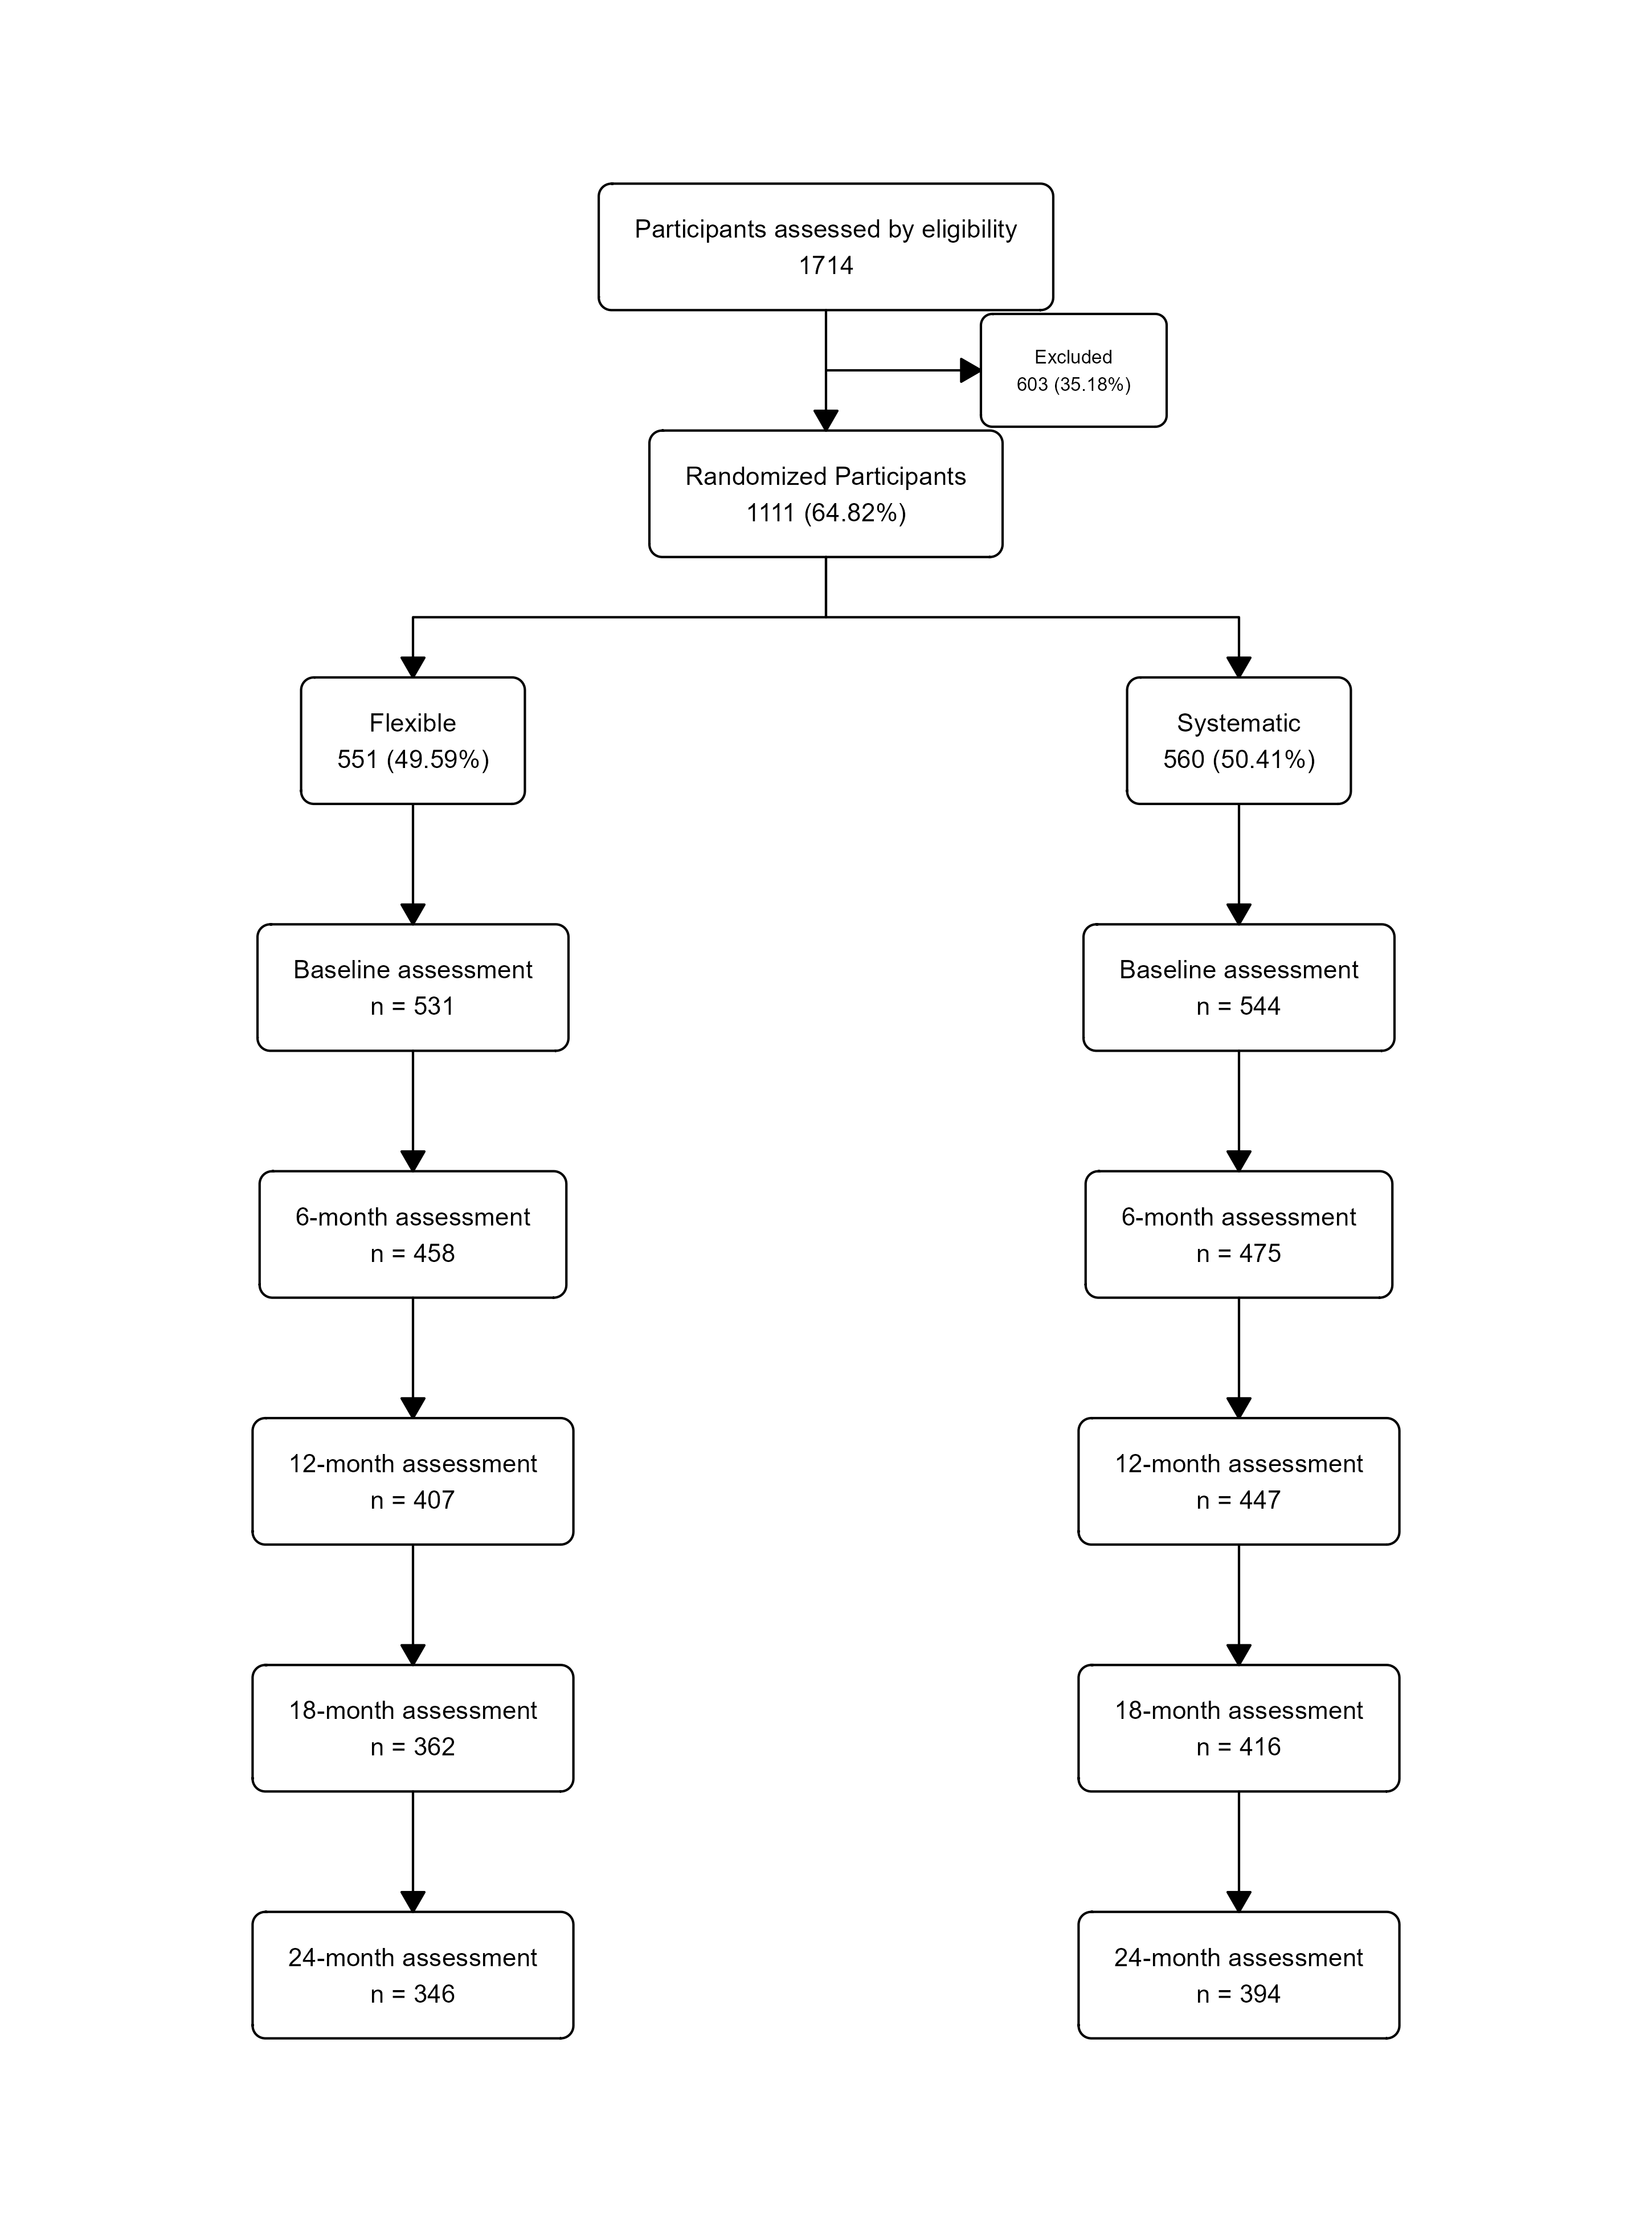 Participants assessed by eligibility
1714
Excluded
603 (35.18%)
Randomized Participants
1111 (64.82%)
Flexible
551 (49.59%)
Systematic
560 (50.41%)
Baseline assessment
n = 531
Baseline assessment
n = 544
6-month assessment
n = 458
6-month assessment
n = 475
12-month assessment
n = 407
12-month assessment
n = 447
18-month assessment
n = 362
18-month assessment
n = 416
24-month assessment
n = 346
24-month assessment
n = 394